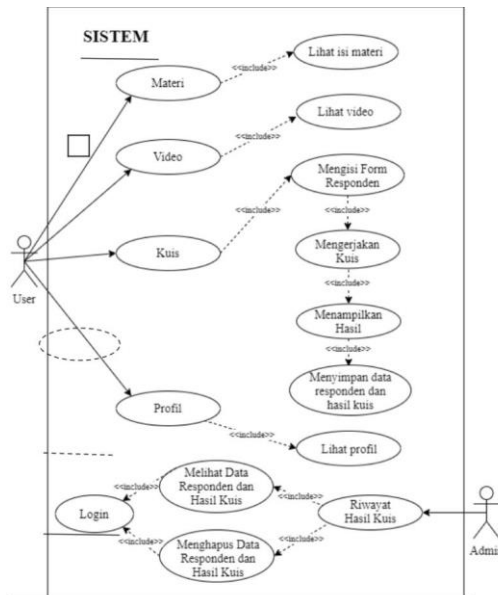 SISTEM
Lihat isi materi
<<include>>
Materi
Lihat video
<<include>>
Video
Mengisi Form
Responden
<<include>>
<<include>>
Kuis
Mengerjakan
Kuis
<<include>>
User
Menampilkan
Hasil
<<include>>
Menyimpan data
responden dan
hasil kuis
Profil
<<include>>
Lihat profil
Melihat Data
Responden dan
Hasil Kuis
<<include>>
<<include>>
Login
Riwayat
Hasil Kuis
<<include>>
<<include>>
Menghapus Data
Responden dan
Hasil Kuis
Admi